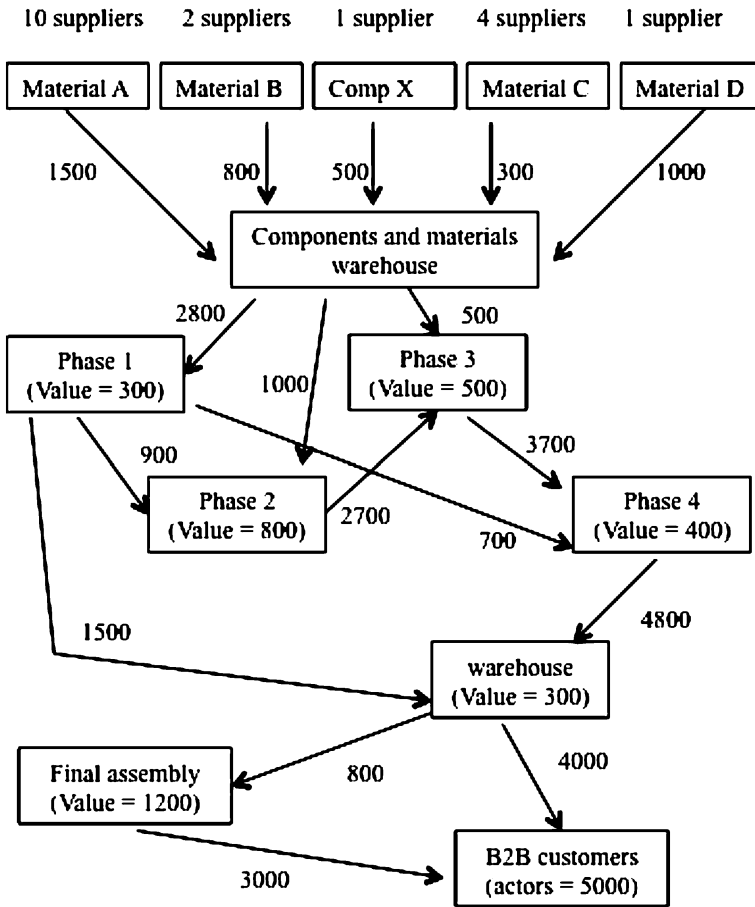 10 suppliers 2 suppliers 1 supplier 4 suppliers 1 supplier
Material A Material B Comp X Material C Material D
1500 800 500 300 1000
Components and materials
warehouse
2800 500
Phase 1
(Value = 300)
Phase 3
(Value = 500)
1000
900 3700
Phase 2
(Value = 800)
2700
700
Phase 4
(Value = 400)
1500 4800
warehouse
(Value = 300)
800 4000
Final assembly
(Value = 1200)
3000
B2B customers
(actors = 5000)